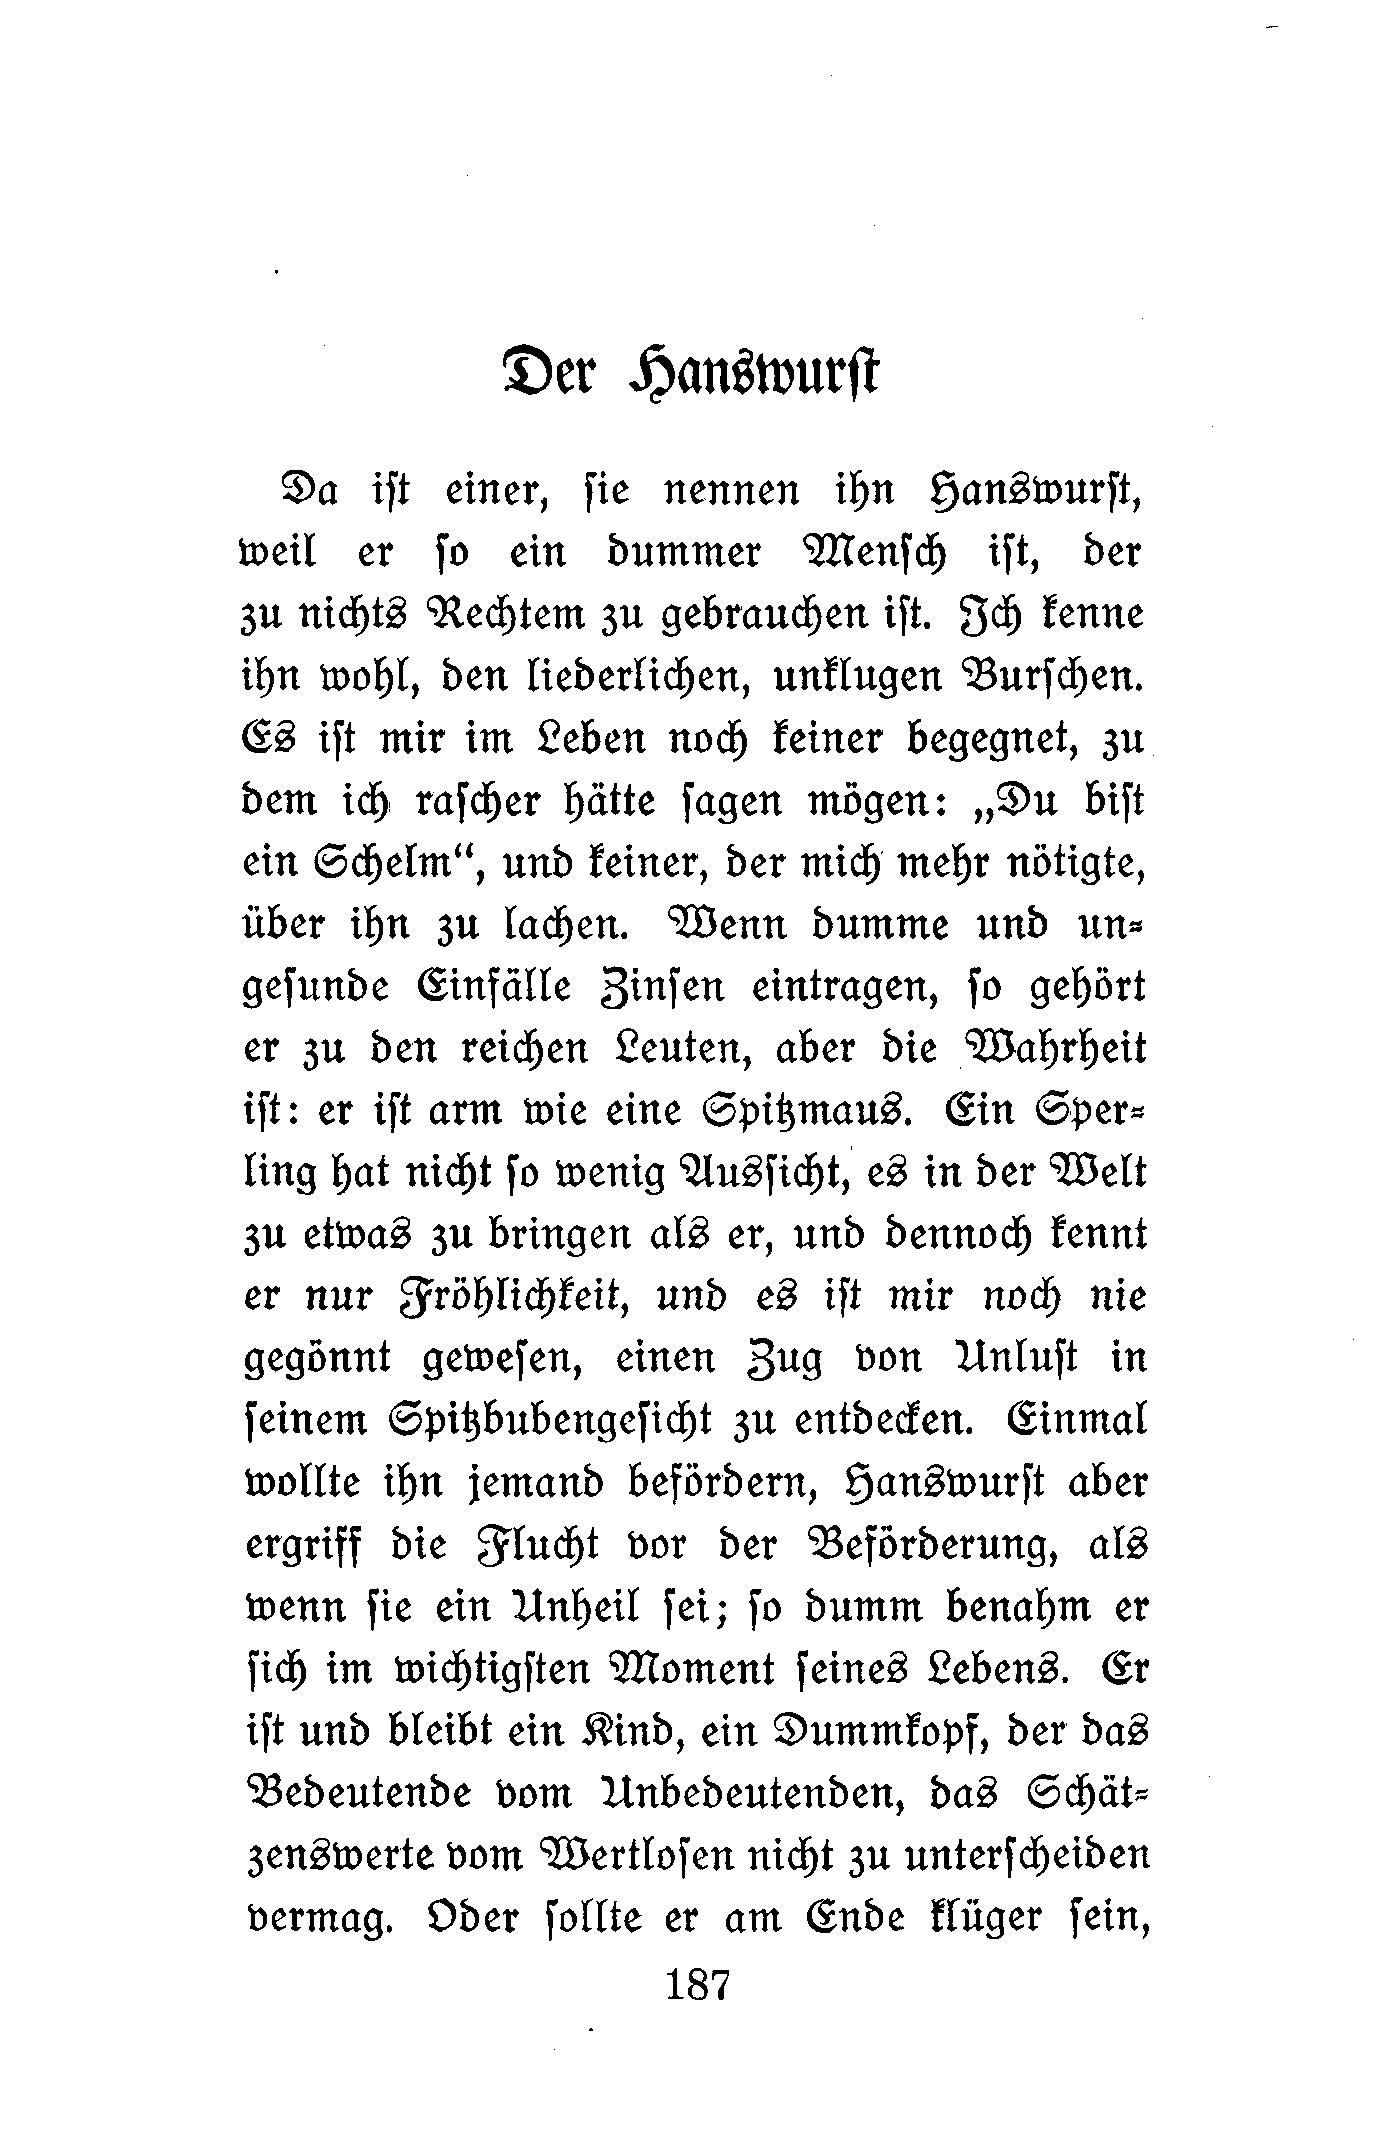 Der Hanswurst
Da ist einer, sie nennen ihn Hanswurst,
weil er so ein dummer Mensch ist, der
zu nichts Rechtem zu gebrauchen ist. Ich kenne
ihn wohl, den liederlichen, unklugen Burschen.
Es ist mir im Leben noch keiner begegnet, zu
dem ich rascher hätte sagen mögen: „Du bist
ein Schelm“, und keiner, der mich mehr nötigte,
über ihn zu lachen. Wenn dumme und un-
gesunde Einfälle Zinsen eintragen, so gehört
er zu den reichen Leuten, aber die Wahrheit
ist: er ist arm wie eine Spitzmaus. Ein Sper-
ling hat nicht so wenig Aussicht, es in der Welt
zu etwas zu bringen als er, und dennoch kennt
er nur Fröhlichkeit, und es ist mir noch nie
gegönnt gewesen, einen Zug von Unlust in
seinem Spitzbubengesicht zu entdecken. Einmal
wollte ihn jemand befördern, Hanswurst aber
ergriff die Flucht vor der Beförderung, als
wenn sie ein Unheil sei; so dumm benahm er
sich im wichtigsten Moment seines Lebens. Er
ist und bleibt ein Kind, ein Dummkopf, der das
Bedeutende vom Unbedeutenden, das Schät-
zenswerte vom Wertlosen nicht zu unterscheiden
vermag. Oder sollte er am Ende klüger sein,
187